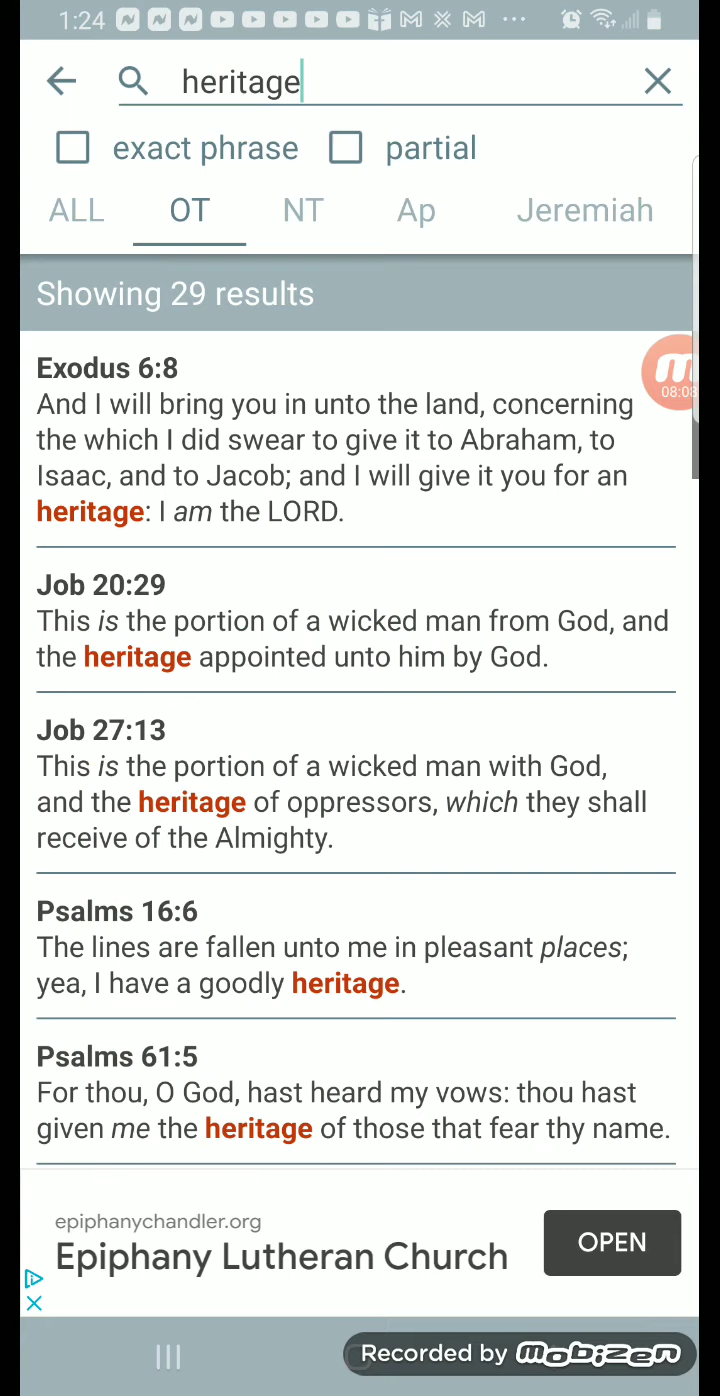 1:24
heritage
exact phrase partial
ALL OT NT Ap Jeremiah
Showing 29 results
Exodus 6:8
And I will bring you in unto the land, concerning
the which I did swear to give it to Abraham, to
Isaac, and to Jacob; and I will give it you for an
heritage: I am the LORD.
08:08
Job 20:29
This is the portion of a wicked man from God, and
the heritage appointed unto him by God.
Job 27:13
This is the portion of a wicked man with God,
and the heritage of oppressors, which they shall
receive of the Almighty.
Psalms 16:6
The lines are fallen unto me in pleasant places;
yea, I have a goodly heritage.
Psalms 61:5
For thou, O God, hast heard my vows: thou hast
given me the heritage of those that fear thy name.
epiphanychandler.org
Epiphany Lutheran Church
OPEN
Recorded by mobizen